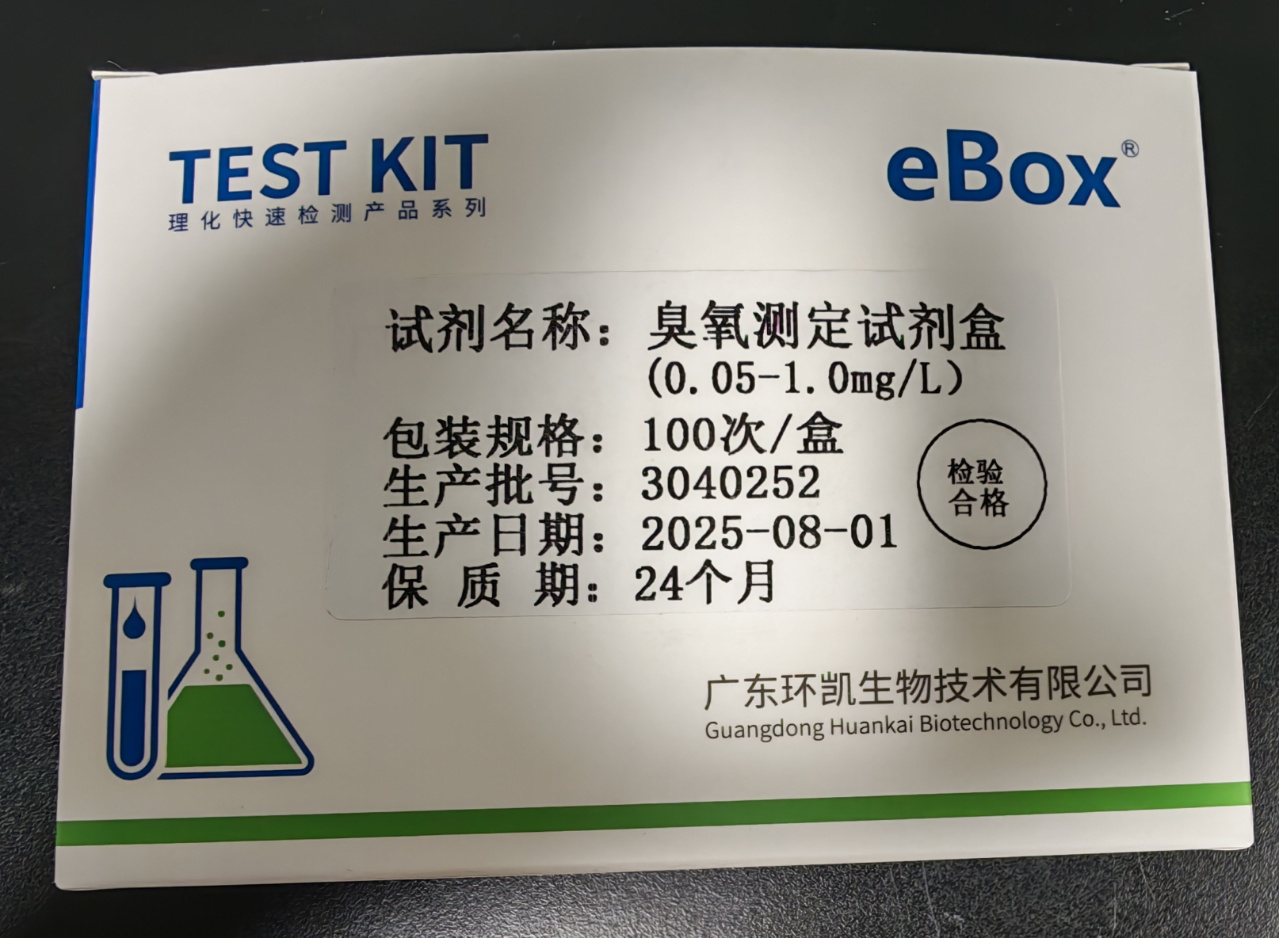 TEST KIT
理化快速检测产品系列
eBox®
试剂名称：臭氧测定试剂盒
(0.05-1.0mg/L)
包装规格：100次/盒
生产批号：3040252
生产日期：2025-08-01
保 质 期：24个月
检验
合格
广东环凯生物技术有限公司
Guangdong Huankai Biotechnology Co., Ltd.